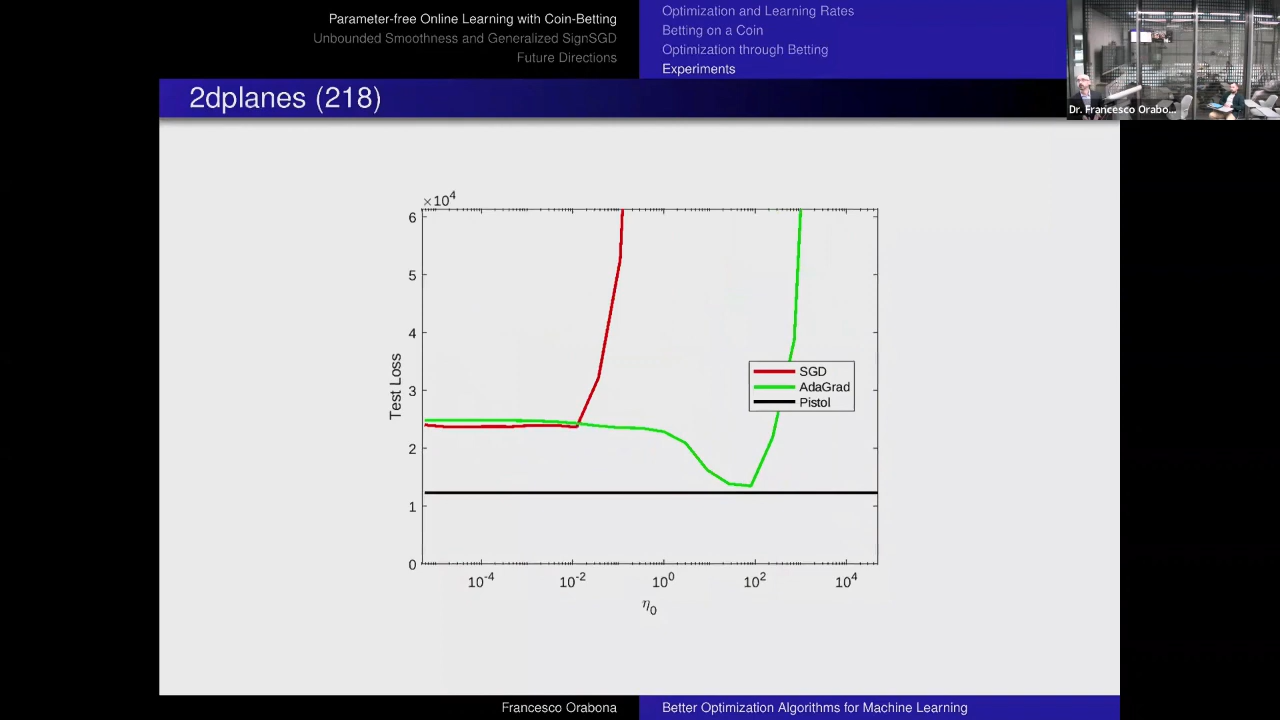 Parameter-free Online Learning with Coin-Betting
Unbounded Smoothness and Generalized SignSGD
Future Directions
Optimization and Learning Rates
Betting on a Coin
Optimization through Betting
Experiments
Dr. Francesco Orabo...
2dplanes (218)
×10⁴
6
5
4
3
2
1
0
Test Loss
SGD
AdaGrad
Pistol
10⁻⁴ 10⁻² 10⁰ 10² 10⁴
η₀
Francesco Orabona
Better Optimization Algorithms for Machine Learning